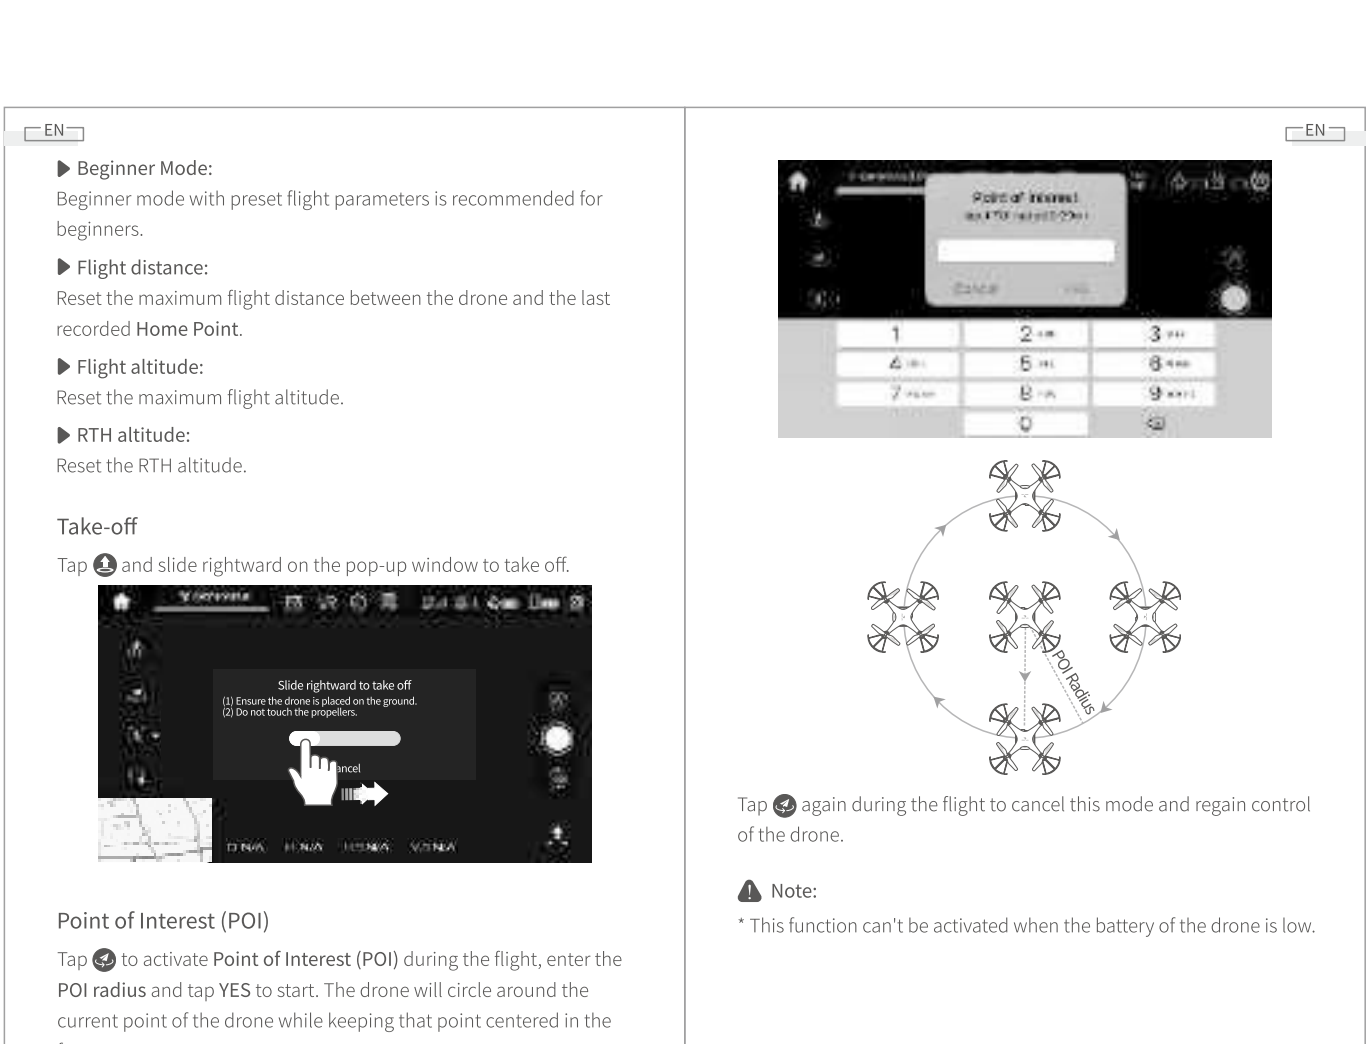 EN
Beginner Mode:
Beginner mode with preset flight parameters is recommended for
beginners.
Flight distance:
Reset the maximum flight distance between the drone and the last
recorded Home Point.
Flight altitude:
Reset the maximum flight altitude.
RTH altitude:
Reset the RTH altitude.
Take-off
Tap and slide rightward on the pop-up window to take off.
Slide rightward to take off
(1) Ensure the drone is placed on the ground.
(2) Do not touch the propellers.
ancel
Point of Interest (POI)
Tap to activate Point of Interest (POI) during the flight, enter the
POI radius and tap YES to start. The drone will circle around the
current point of the drone while keeping that point centered in the
EN
Point of Interest
Cancel
1 2 3
4 5 6
7 8 9
0
POI Radius
Tap again during the flight to cancel this mode and regain control
of the drone.
Note:
* This function can't be activated when the battery of the drone is low.